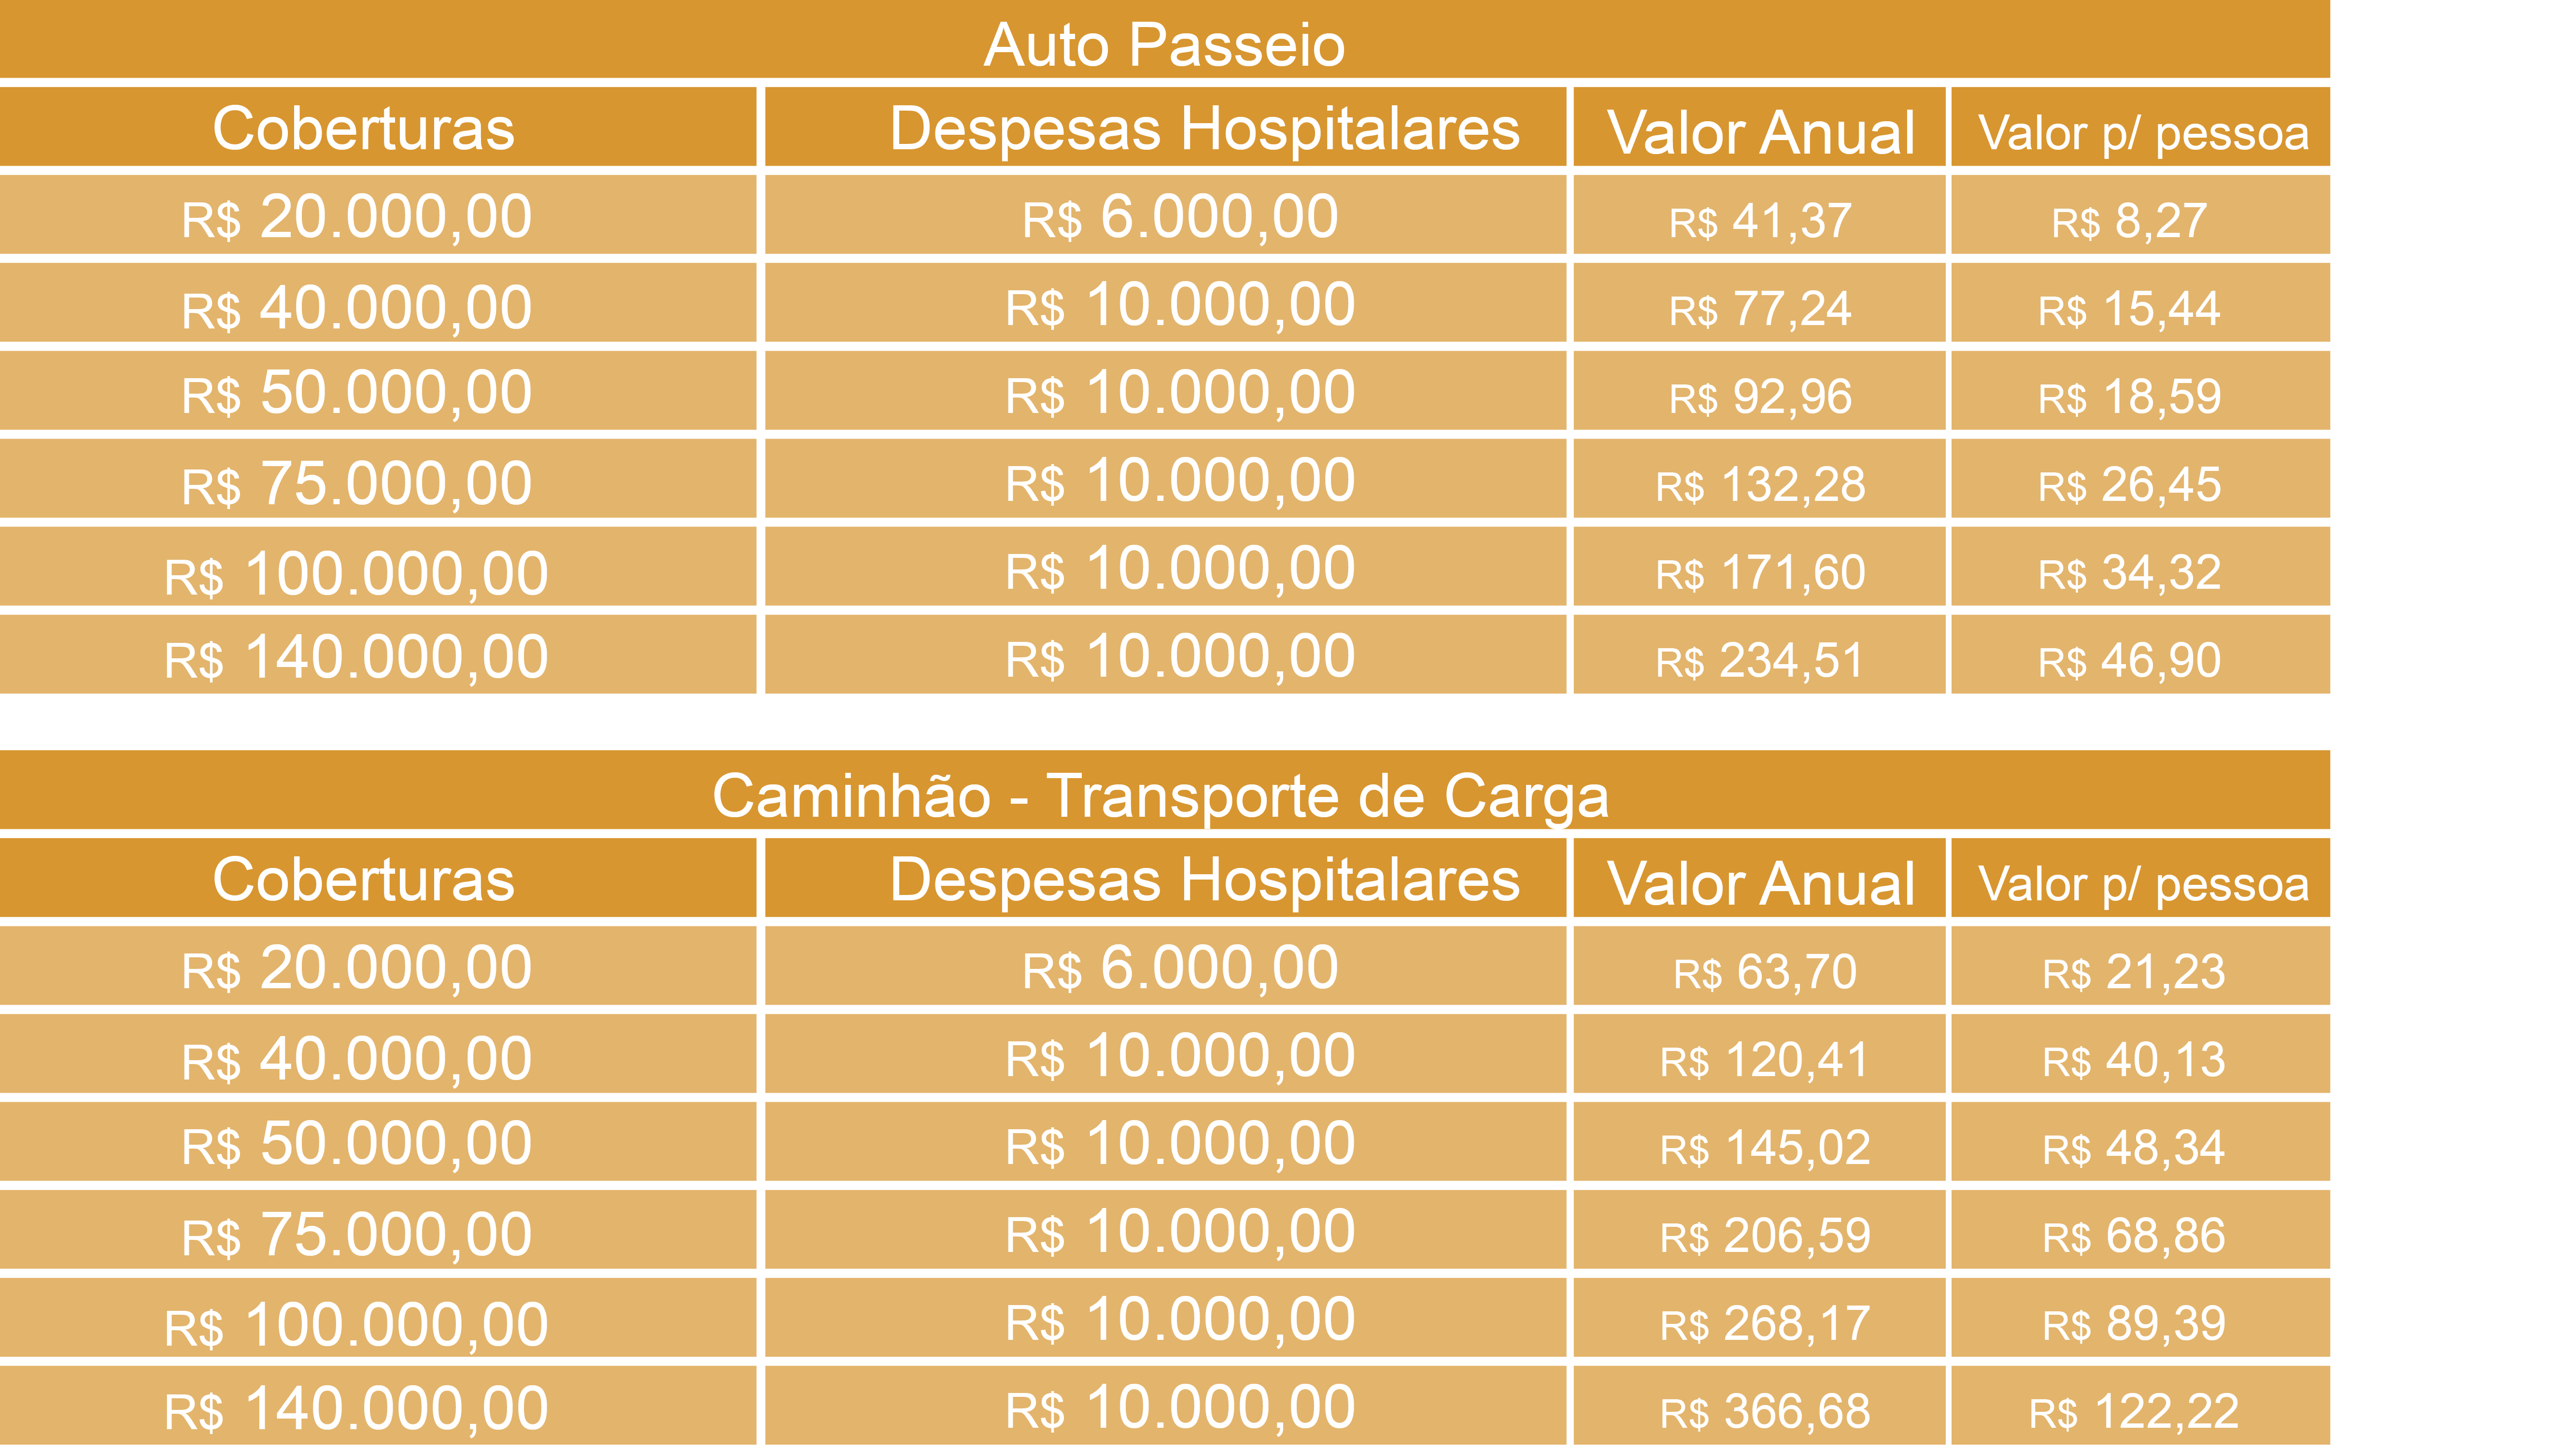 Auto Passeio
Coberturas Despesas Hospitalares Valor Anual Valor p/ pessoa
R$ 20.000,00 R$ 6.000,00 R$ 41,37 R$ 8,27
R$ 40.000,00 R$ 10.000,00 R$ 77,24 R$ 15,44
R$ 50.000,00 R$ 10.000,00 R$ 92,96 R$ 18,59
R$ 75.000,00 R$ 10.000,00 R$ 132,28 R$ 26,45
R$ 100.000,00 R$ 10.000,00 R$ 171,60 R$ 34,32
R$ 140.000,00 R$ 10.000,00 R$ 234,51 R$ 46,90
Caminhão - Transporte de Carga
Coberturas Despesas Hospitalares Valor Anual Valor p/ pessoa
R$ 20.000,00 R$ 6.000,00 R$ 63,70 R$ 21,23
R$ 40.000,00 R$ 10.000,00 R$ 120,41 R$ 40,13
R$ 50.000,00 R$ 10.000,00 R$ 145,02 R$ 48,34
R$ 75.000,00 R$ 10.000,00 R$ 206,59 R$ 68,86
R$ 100.000,00 R$ 10.000,00 R$ 268,17 R$ 89,39
R$ 140.000,00 R$ 10.000,00 R$ 366,68 R$ 122,22